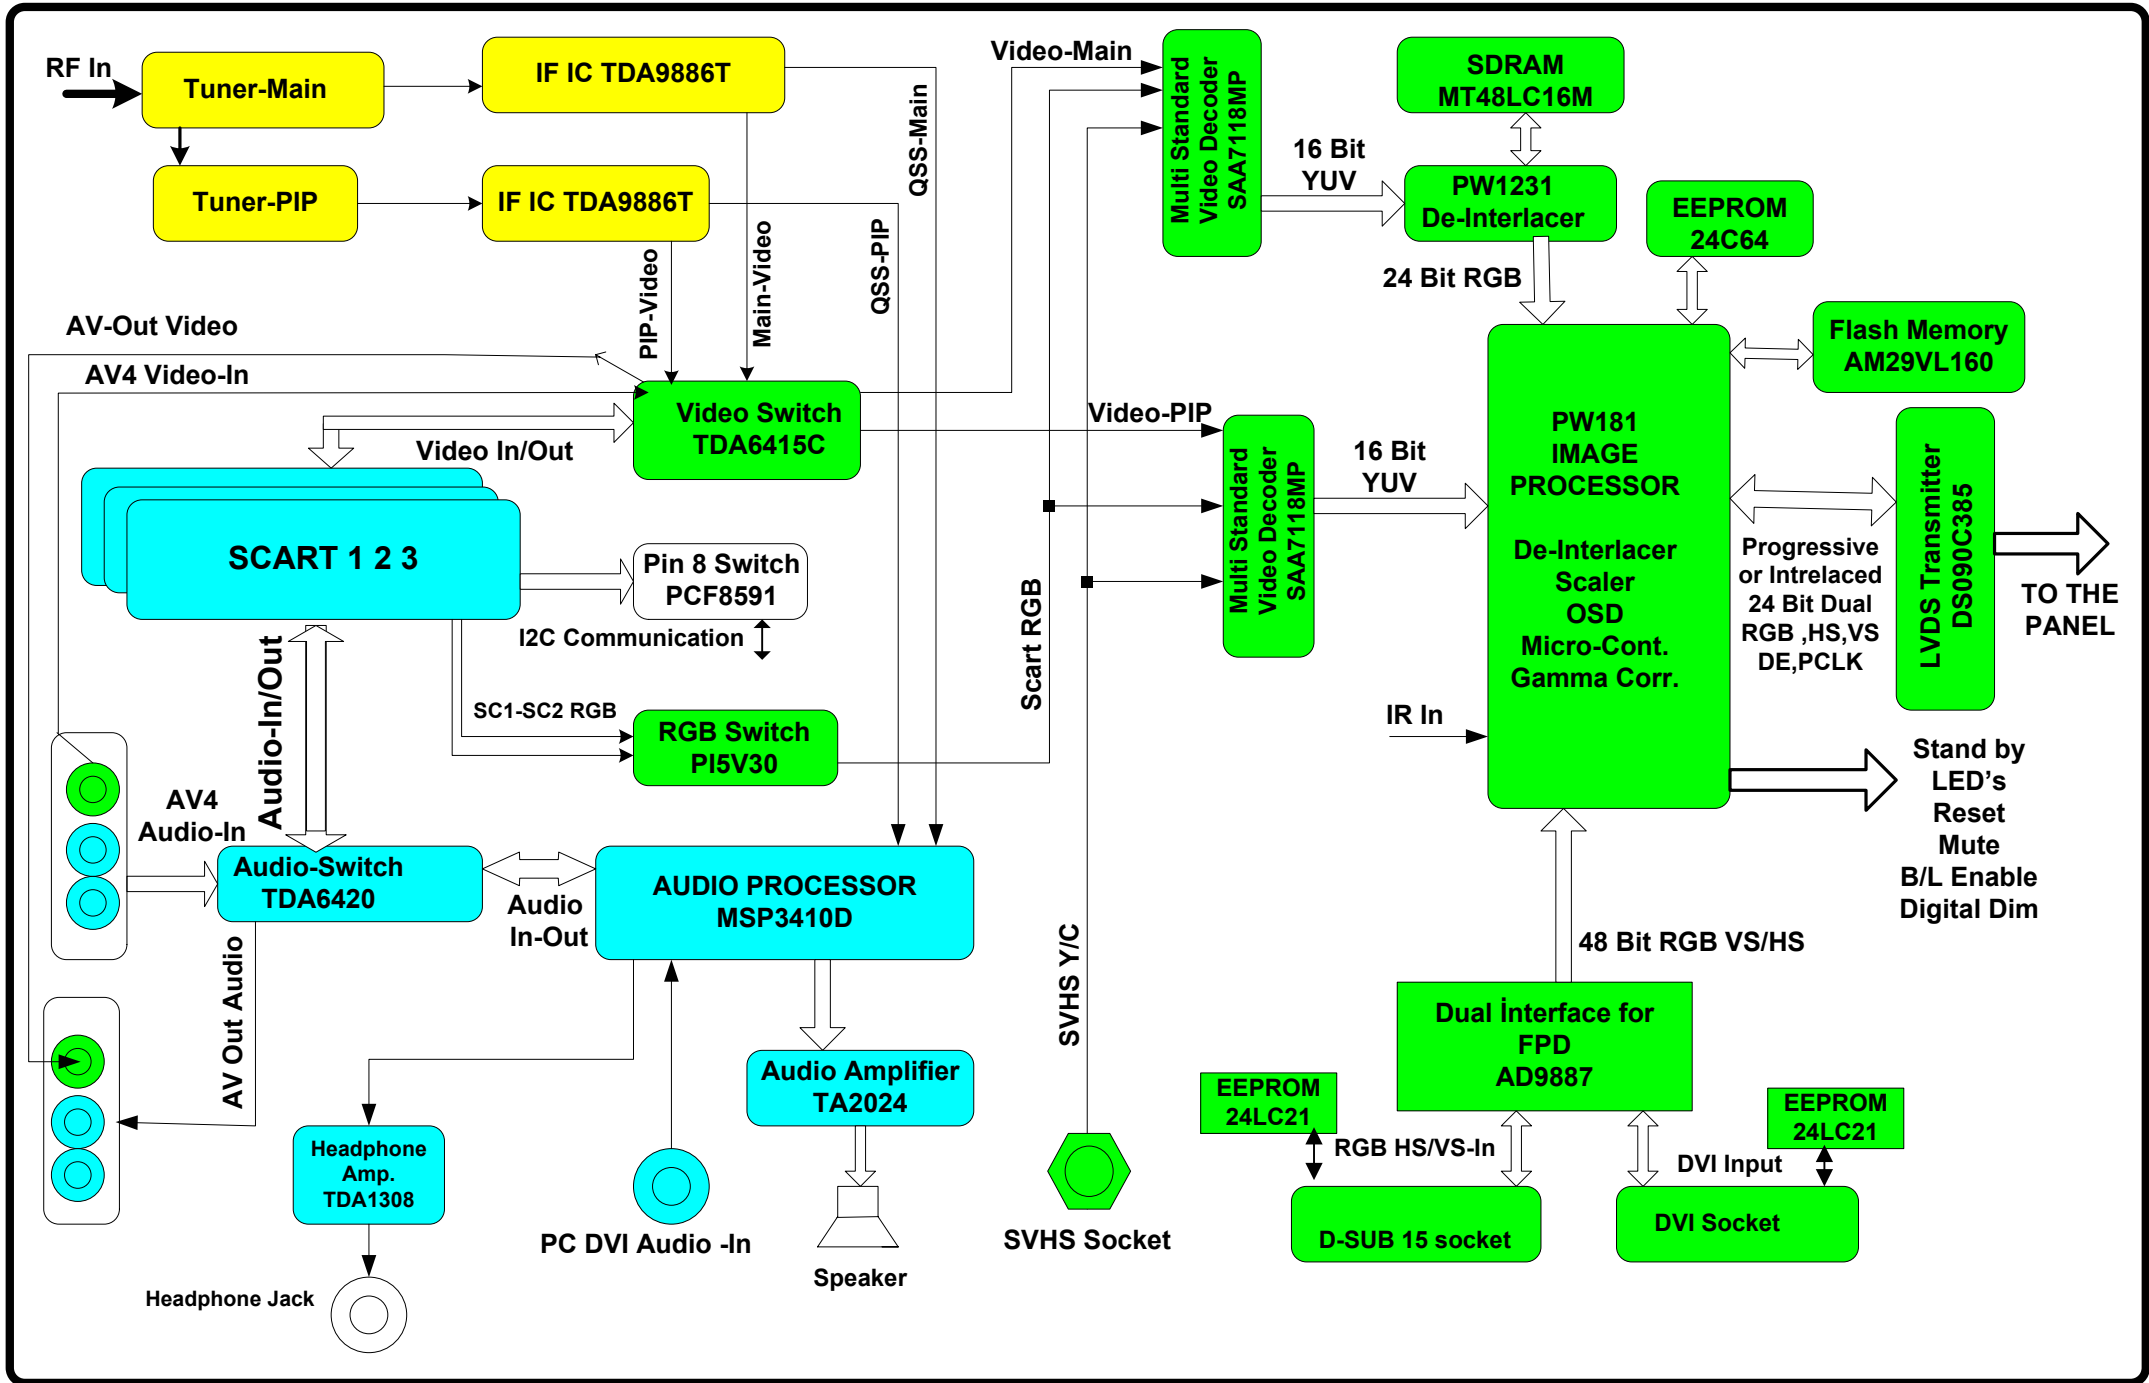 RF In
Tuner-Main
IF IC TDA9886T
Tuner-PIP
IF IC TDA9886T
QSS-Main
QSS-PIP
PIP-Video
Main-Video
Video-Main
Multi Standard
Video Decoder
SAA7118MP
16 Bit
YUV
SDRAM
MT48LC16M
PW1231
De-Interlacer
24 Bit RGB
EEPROM
24C64
Flash Memory
AM29VL160
AV-Out Video
AV4 Video-In
Video Switch
TDA6415C
Video In/Out
Video-PIP
Multi Standard
Video Decoder
SAA7118MP
16 Bit
YUV
PW181
IMAGE
PROCESSOR
De-Interlacer
Scaler
OSD
Micro-Cont.
Gamma Corr.
LVDS Transmitter
DS090C385
Progressive
or Intrelaced
24 Bit Dual
RGB ,HS,VS
DE,PCLK
TO THE
PANEL
SCART 1 2 3
Pin 8 Switch
PCF8591
I2C Communication
Audio-In/Out
SC1-SC2 RGB
RGB Switch
PI5V30
Scart RGB
IR In
Stand by
LED's
Reset
Mute
B/L Enable
Digital Dim
AV4
Audio-In
Audio-Switch
TDA6420
Audio
In-Out
AUDIO PROCESSOR
MSP3410D
AV Out Audio
SVHS Y/C
48 Bit RGB VS/HS
Dual İnterface for
FPD
AD9887
Audio Amplifier
TA2024
EEPROM
24LC21
RGB HS/VS-In
EEPROM
24LC21
DVI Input
Headphone
Amp.
TDA1308
PC DVI Audio -In
SVHS Socket
D-SUB 15 socket
DVI Socket
Speaker
Headphone Jack